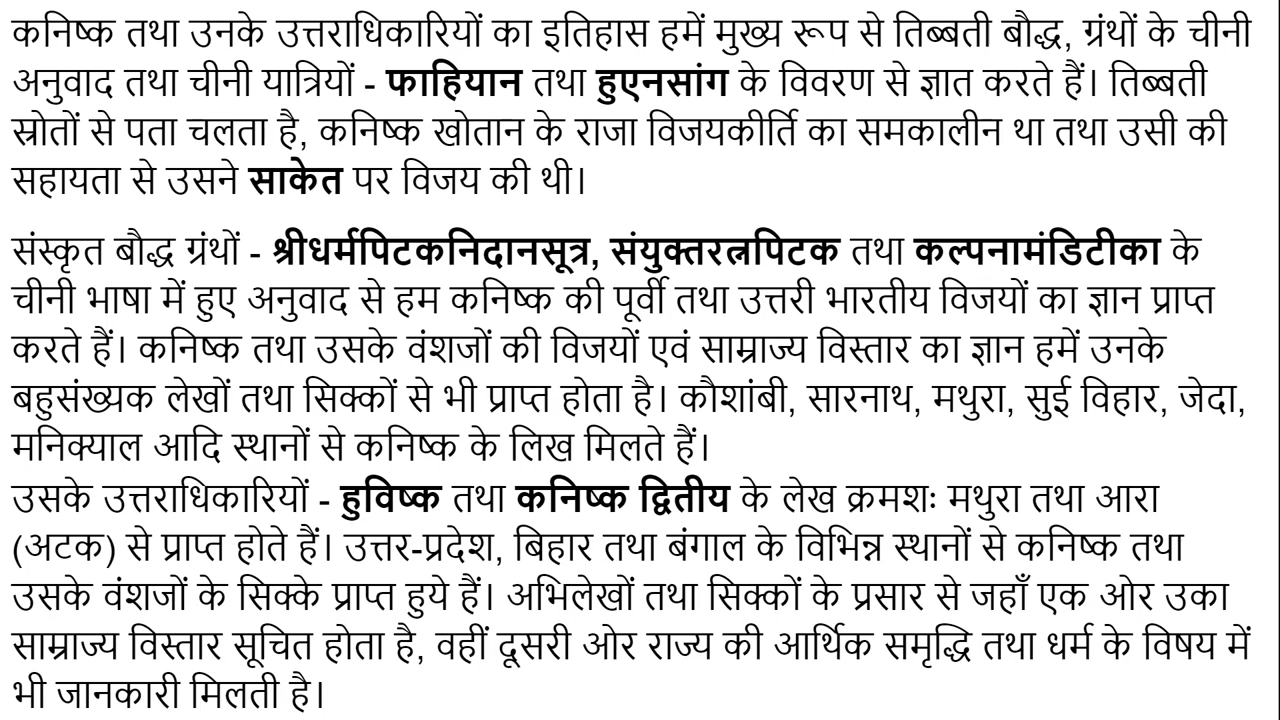 कनिष्क तथा उनके उत्तराधिकारियों का इतिहास हमें मुख्य रूप से तिब्बती बौद्ध, ग्रंथों के चीनी
अनुवाद तथा चीनी यात्रियों - फाहियान तथा हुएनसांग के विवरण से ज्ञात करते हैं। तिब्बती
स्रोतों से पता चलता है, कनिष्क खोतान के राजा विजयकीर्ति का समकालीन था तथा उसी की
सहायता से उसने साकेत पर विजय की थी।
संस्कृत बौद्ध ग्रंथों - श्रीधर्मपिटकनिदानसूत्र, संयुक्तरत्नपिटक तथा कल्पनामंडिटीका के
चीनी भाषा में हुए अनुवाद से हम कनिष्क की पूर्वी तथा उत्तरी भारतीय विजयों का ज्ञान प्राप्त
करते हैं। कनिष्क तथा उसके वंशजों की विजयों एवं साम्राज्य विस्तार का ज्ञान हमें उनके
बहुसंख्यक लेखों तथा सिक्कों से भी प्राप्त होता है। कौशांबी, सारनाथ, मथुरा, सुई विहार, जेदा,
मनिक्याल आदि स्थानों से कनिष्क के लिख मिलते हैं।
उसके उत्तराधिकारियों - हुविष्क तथा कनिष्क द्वितीय के लेख क्रमशः मथुरा तथा आरा
(अटक) से प्राप्त होते हैं। उत्तर-प्रदेश, बिहार तथा बंगाल के विभिन्न स्थानों से कनिष्क तथा
उसके वंशजों के सिक्के प्राप्त हुये हैं। अभिलेखों तथा सिक्कों के प्रसार से जहाँ एक ओर उका
साम्राज्य विस्तार सूचित होता है, वहीं दूसरी ओर राज्य की आर्थिक समृद्धि तथा धर्म के विषय में
भी जानकारी मिलती है।